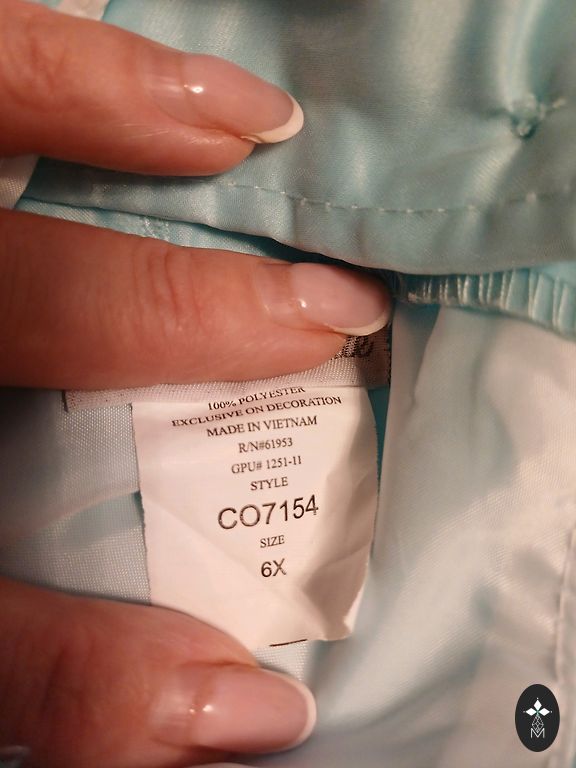 100% POLYESTER
EXCLUSIVE ON DECORATION
MADE IN VIETNAM
R/N#61953
GPU# 1251-11
STYLE
CO7154
SIZE
6X